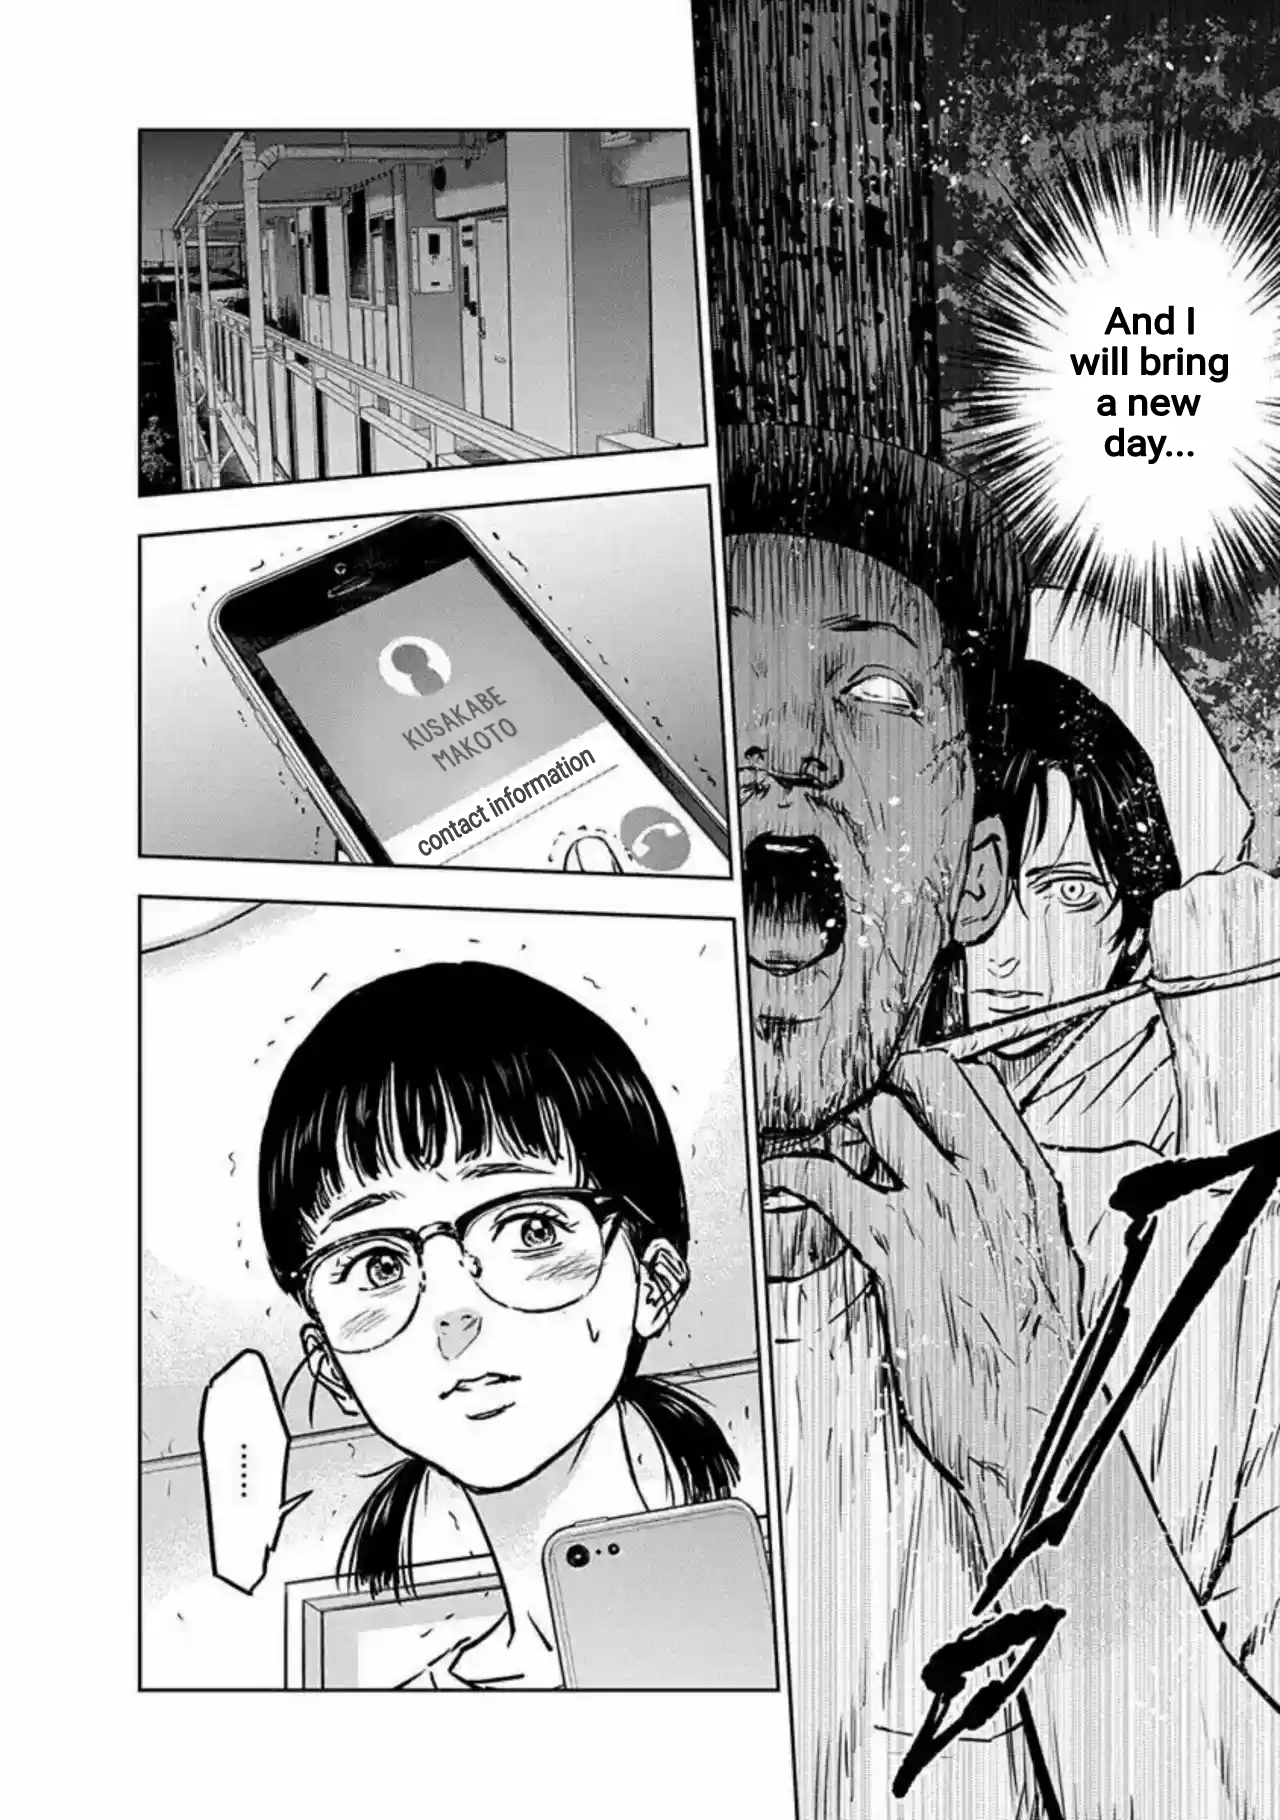 And I
will bring
a new
day...
KUSAKABE
MAKOTO
contact information
........